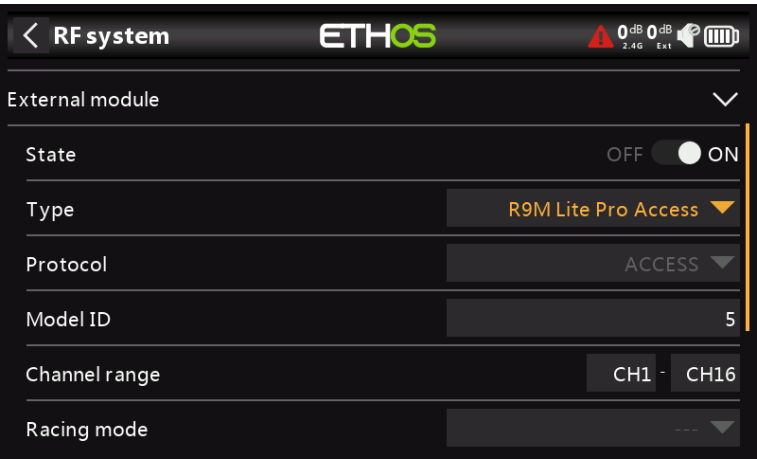 RF system ETHOS 0dB 0dB
2.4G Ext
External module
State OFF ON
Type R9M Lite Pro Access
Protocol ACCESS
Model ID 5
Channel range CH1 - CH16
Racing mode ---